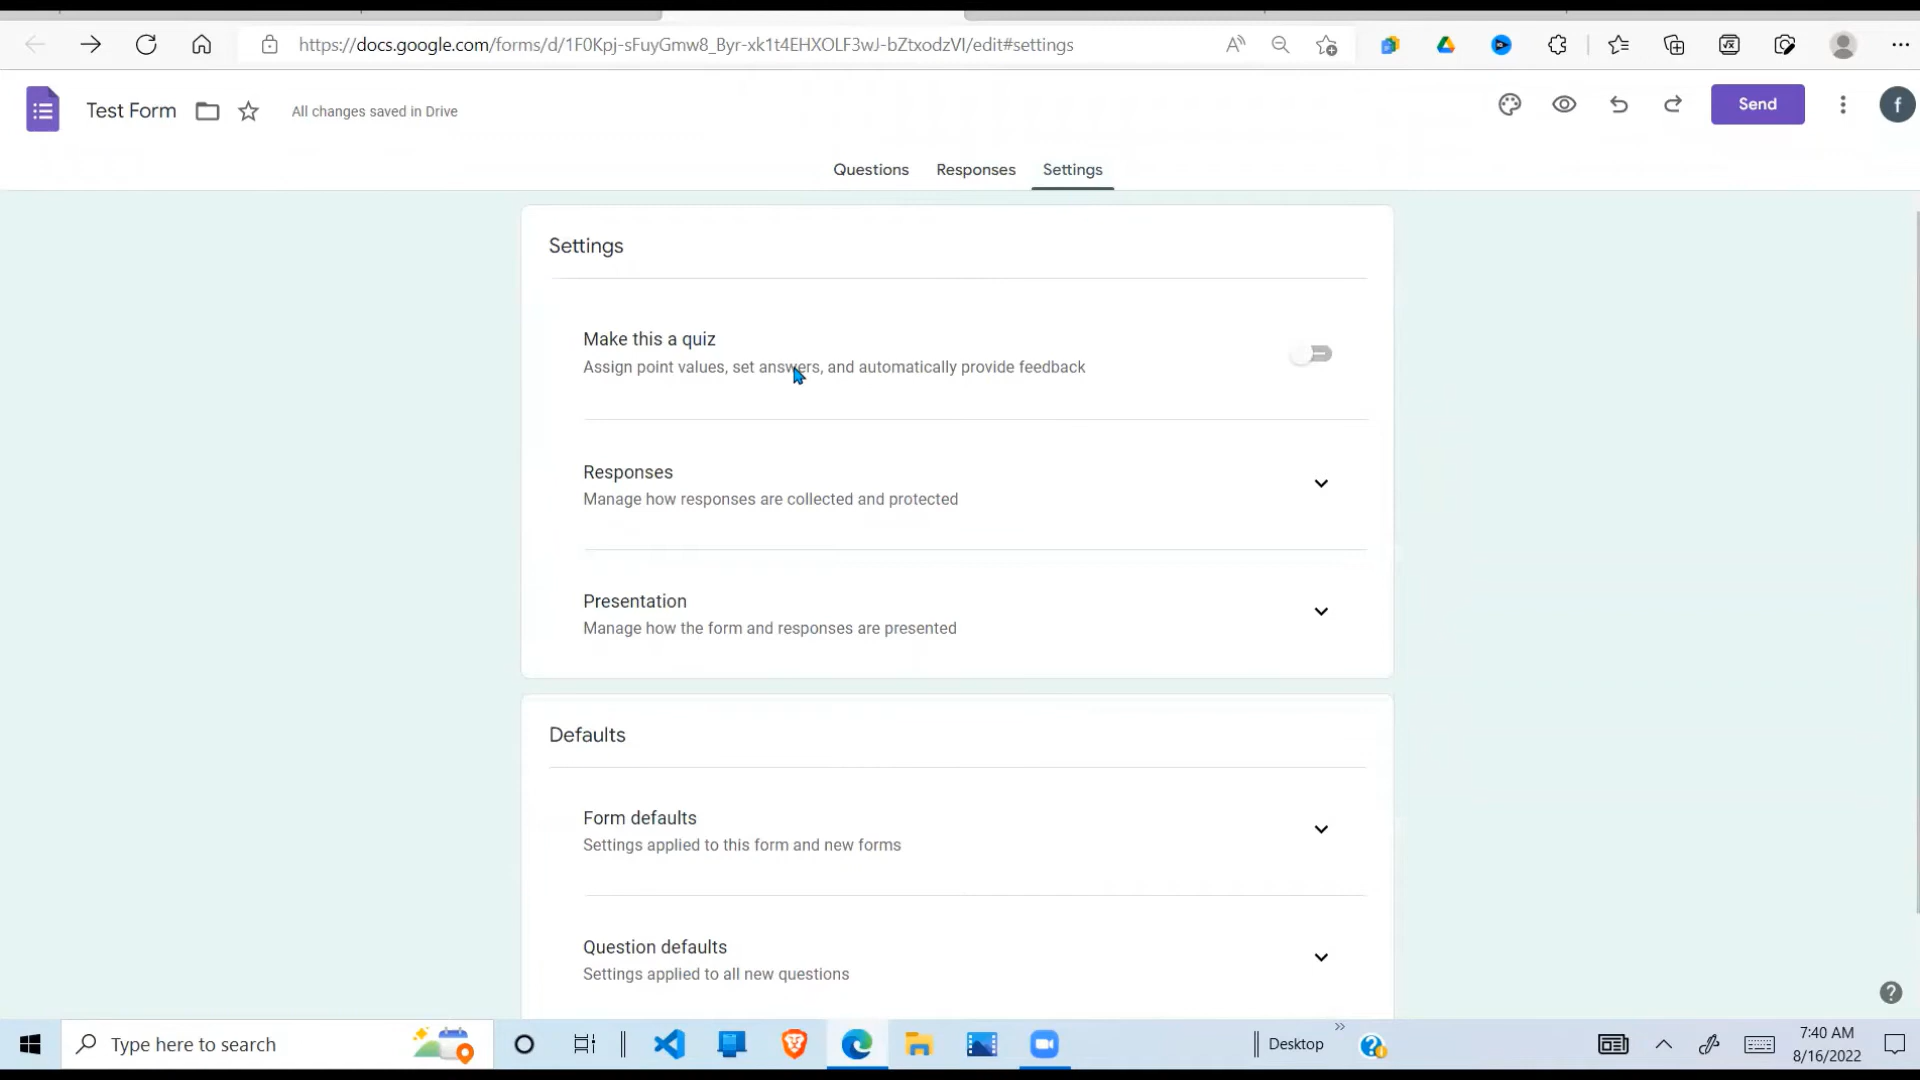 https://docs.google.com/forms/d/1F0Kpj-sFuyGmw8_Byr-xk1t4EHXOLF3wJ-bZtxodzVI/edit#settings
Test Form
All changes saved in Drive
Send
f
Questions Responses Settings
Settings
Make this a quiz
Assign point values, set answers, and automatically provide feedback
Responses
Manage how responses are collected and protected
Presentation
Manage how the form and responses are presented
Defaults
Form defaults
Settings applied to this form and new forms
Question defaults
Settings applied to all new questions
Type here to search
Desktop
7:40 AM
8/16/2022